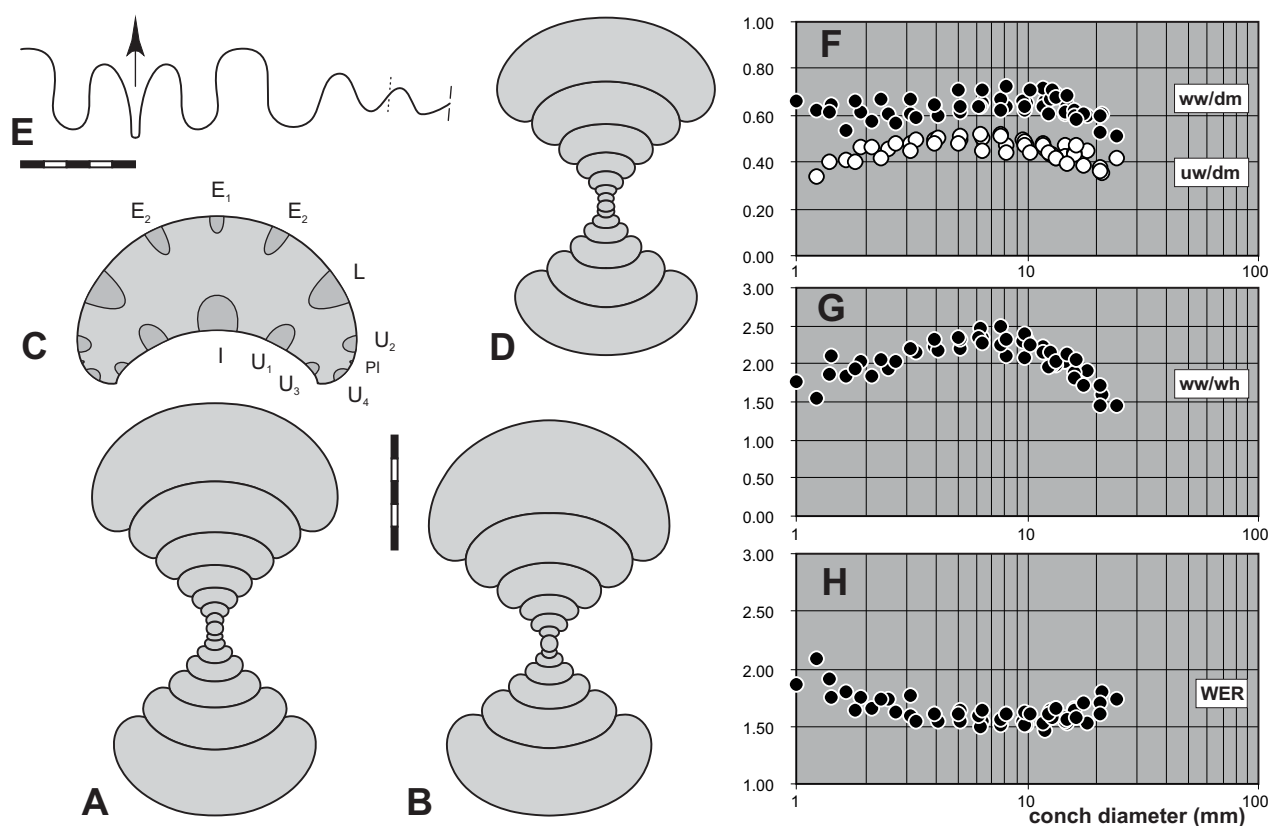 E
E₁
E₂
E₂
L
U₂
Pl
U₄
U₃
U₁
I
C
D
A
B
1.00
0.80
0.60
0.40
0.20
0.00
F
ww/dm
uw/dm
1
10
100
3.00
2.50
2.00
1.50
1.00
0.50
0.00
G
ww/wh
1
10
100
3.00
2.50
2.00
1.50
1.00
H
WER
1
10
100
conch diameter (mm)